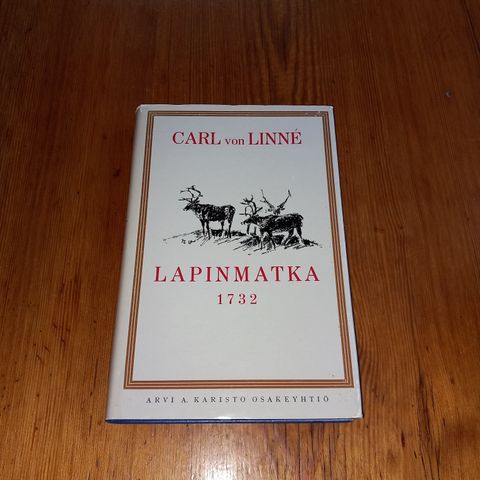 CARL von LINNÉ
LAPINMATKA
1732
ARVI A. KARISTO OSAKEYHTIÖ